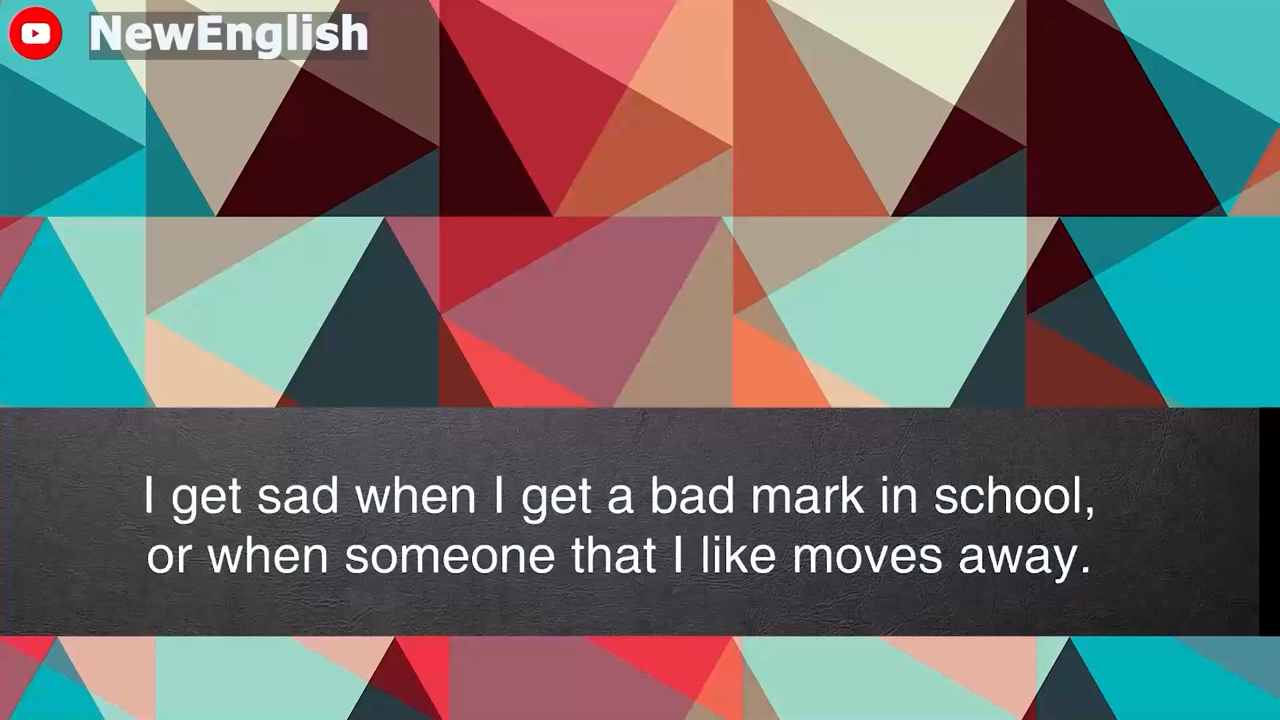 NewEnglish
I get sad when I get a bad mark in school,
or when someone that I like moves away.